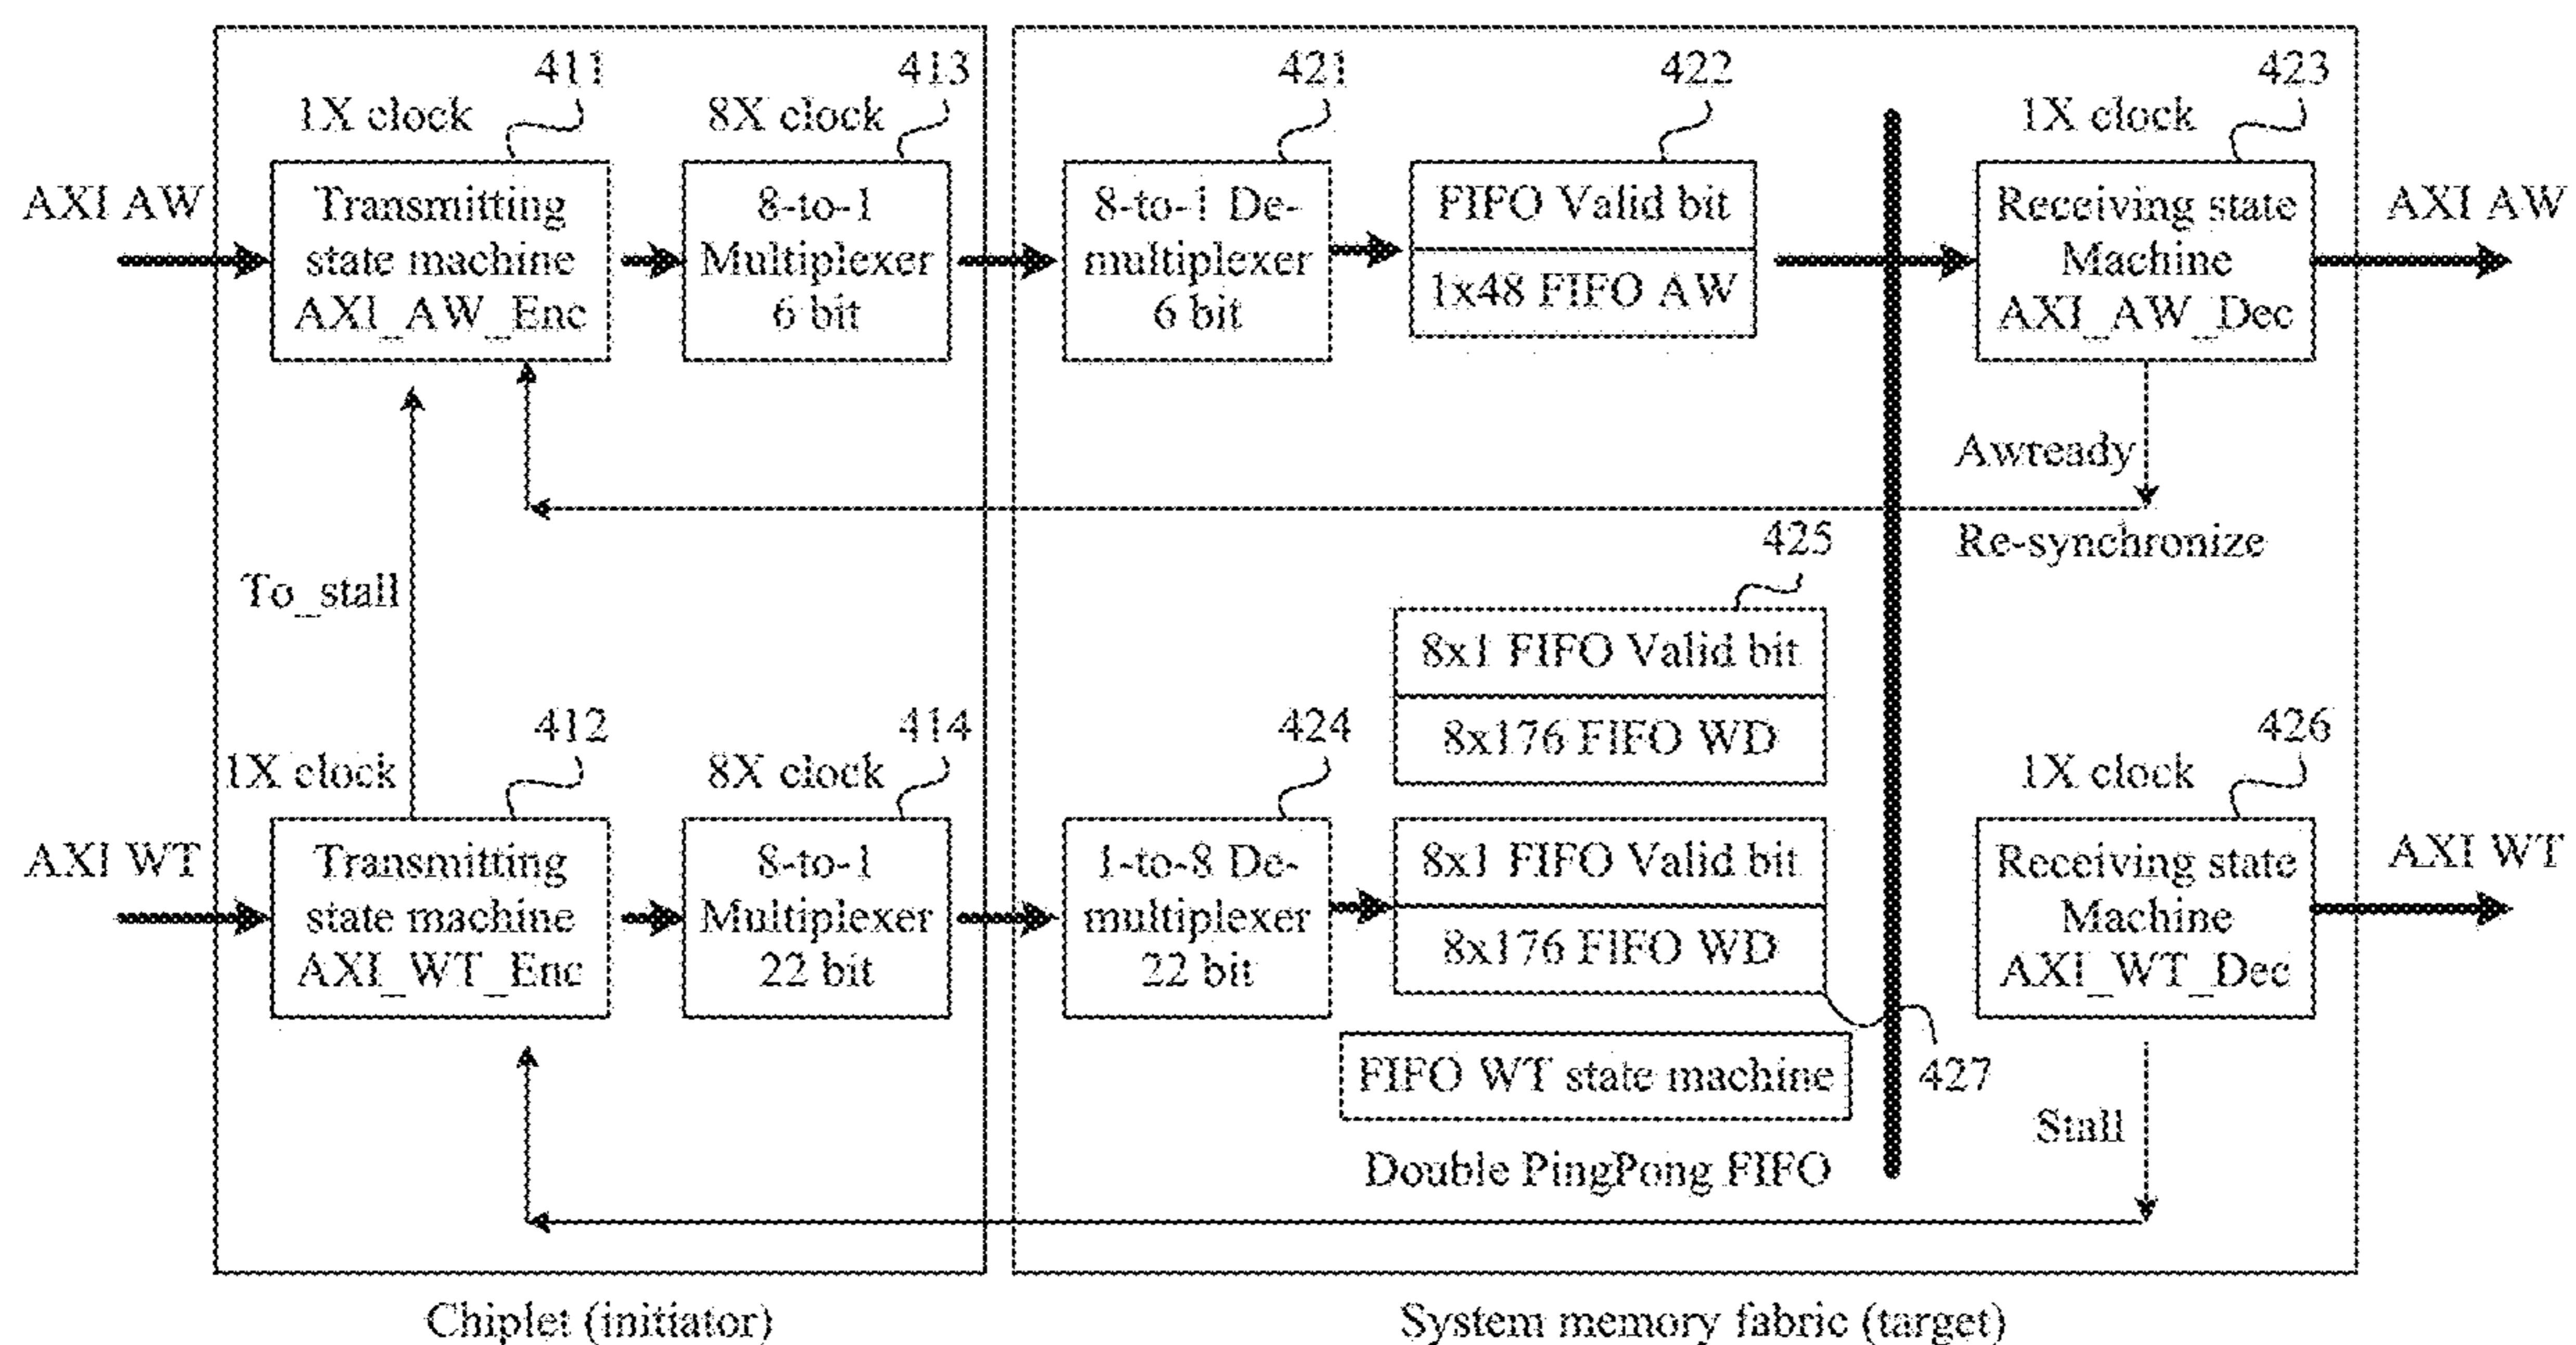 411
413
421
422
423
1X clock
8X clock
1X clock
AXI AW
Transmitting
state machine
AXI_AW_Enc
8-to-1
Multiplexer
6 bit
8-to-1 De-
multiplexer
6 bit
FIFO Valid bit
1x48 FIFO AW
Receiving state
Machine
AXI_AW_Dec
AXI AW
Awready
Re-synchronize
To_stall
425
8x1 FIFO Valid bit
8x176 FIFO WD
412
414
424
426
1X clock
8X clock
1X clock
AXI WT
Transmitting
state machine
AXI_WT_Enc
8-to-1
Multiplexer
22 bit
1-to-8 De-
multiplexer
22 bit
8x1 FIFO Valid bit
8x176 FIFO WD
Receiving state
Machine
AXI_WT_Dec
AXI WT
FIFO WT state machine
427
Stall
Double PingPong FIFO
Chiplet (initiator)
System memory fabric (target)